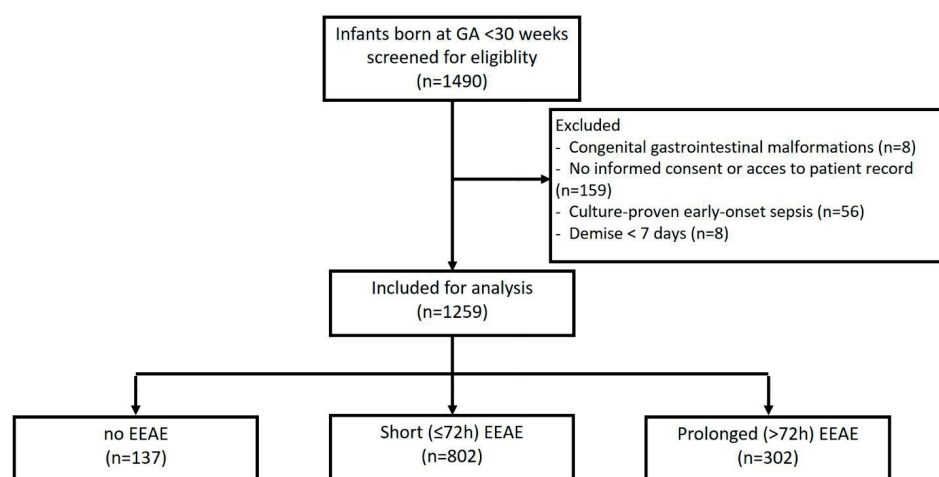 Infants born at GA <30 weeks
screened for eligiblity
(n=1490)
Excluded
- Congenital gastrointestinal malformations (n=8)
- No informed consent or acces to patient record
(n=159)
- Culture-proven early-onset sepsis (n=56)
- Demise < 7 days (n=8)
Included for analysis
(n=1259)
no EEAE
(n=137)
Short (≤72h) EEAE
(n=802)
Prolonged (>72h) EEAE
(n=302)